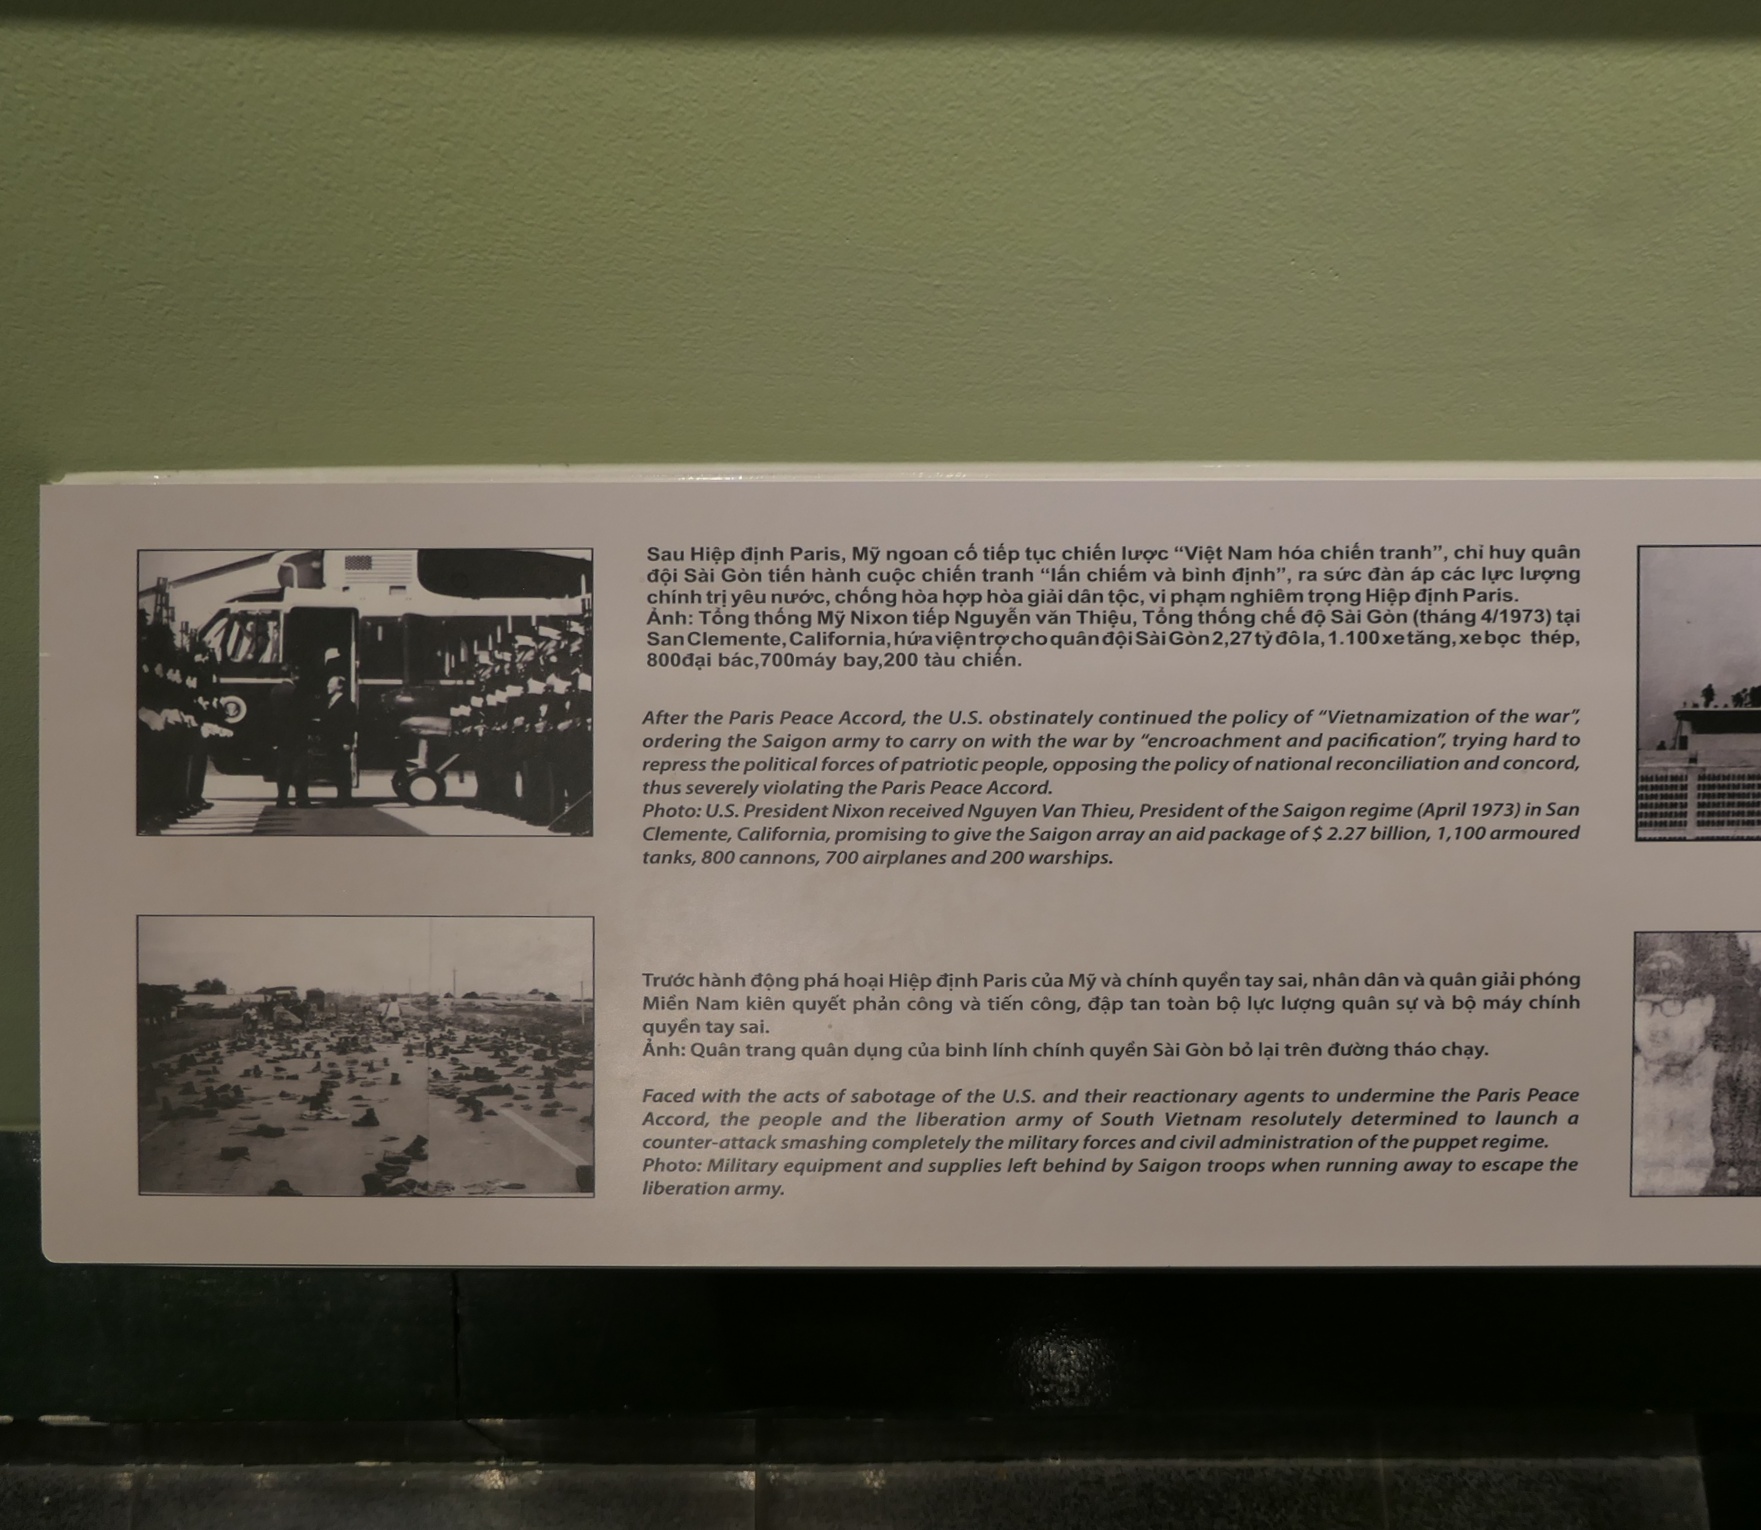 Sau Hiệp định Paris, Mỹ ngoan cố tiếp tục chiến lược “Việt Nam hóa chiến tranh”, chỉ huy quân
đội Sài Gòn tiến hành cuộc chiến tranh “lấn chiếm và bình định”, ra sức đàn áp các lực lượng
chính trị yêu nước, chống hòa hợp hòa giải dân tộc, vi phạm nghiêm trọng Hiệp định Paris.
Ảnh: Tổng thống Mỹ Nixon tiếp Nguyễn văn Thiệu, Tổng thống chế độ Sài Gòn (tháng 4/1973) tại
San Clemente, California, hứa viện trợ cho quân đội Sài Gòn 2,27 tỷ đô la, 1.100 xe tăng, xe bọc thép,
800đại bác,700máy bay,200 tàu chiến.
After the Paris Peace Accord, the U.S. obstinately continued the policy of “Vietnamization of the war”,
ordering the Saigon army to carry on with the war by “encroachment and pacification”, trying hard to
repress the political forces of patriotic people, opposing the policy of national reconciliation and concord,
thus severely violating the Paris Peace Accord.
Photo: U.S. President Nixon received Nguyen Van Thieu, President of the Saigon regime (April 1973) in San
Clemente, California, promising to give the Saigon array an aid package of $ 2.27 billion, 1,100 armoured
tanks, 800 cannons, 700 airplanes and 200 warships.
Trước hành động phá hoại Hiệp định Paris của Mỹ và chính quyền tay sai, nhân dân và quân giải phóng
Miền Nam kiên quyết phản công và tiến công, đập tan toàn bộ lực lượng quân sự và bộ máy chính
quyền tay sai.
Ảnh: Quân trang quân dụng của binh lính chính quyền Sài Gòn bỏ lại trên đường tháo chạy.
Faced with the acts of sabotage of the U.S. and their reactionary agents to undermine the Paris Peace
Accord, the people and the liberation army of South Vietnam resolutely determined to launch a
counter-attack smashing completely the military forces and civil administration of the puppet regime.
Photo: Military equipment and supplies left behind by Saigon troops when running away to escape the
liberation army.